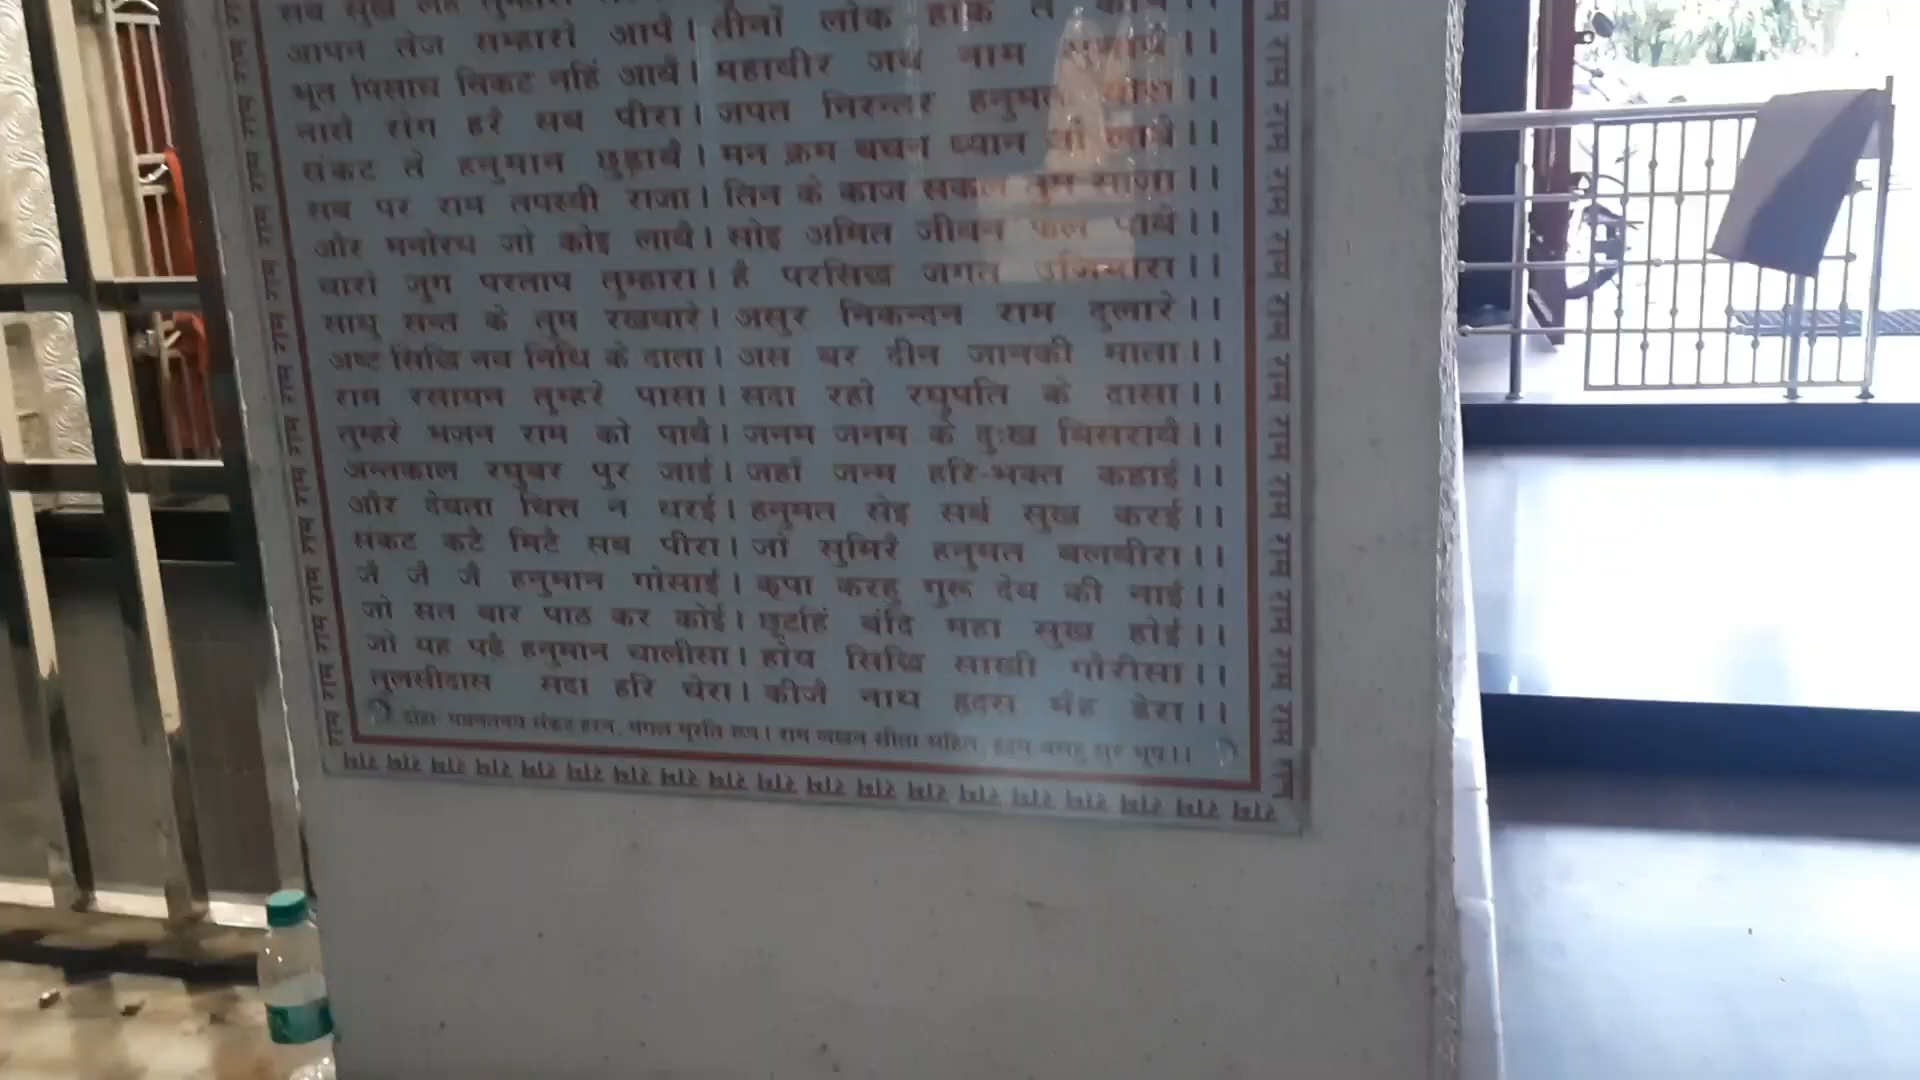 सब सुख लहै तुम्हारी
आपन तेज सम्हारो आपै। तीनों लोक हाँक तें काँपै।।
भूत पिसाच निकट नहिं आवै। महावीर जब नाम सुनावै।।
नासै रोग हरै सब पीरा। जपत निरन्तर हनुमत बीरा।।
संकट ते हनुमान छुड़ावै। मन क्रम बचन ध्यान जो लावै।।
सब पर राम तपस्वी राजा। तिन के काज सकल तुम साजा।।
और मनोरथ जो कोइ लावै। सोइ अमित जीवन फल पावै।।
चारों जुग परताप तुम्हारा। है परसिद्ध जगत उजियारा।।
साधु सन्त के तुम रखवारे। असुर निकन्दन राम दुलारे।।
अष्ट सिद्धि नव निधि के दाता। अस बर दीन जानकी माता।।
राम रसायन तुम्हरे पासा। सदा रहो रघुपति के दासा।।
तुम्हरे भजन राम को पावै। जनम जनम के दुःख बिसरावै।।
अन्तकाल रघुबर पुर जाई। जहाँ जन्म हरि-भक्त कहाई।।
और देवता चित्त न धरई। हनुमत सेइ सर्ब सुख करई।।
संकट कटै मिटै सब पीरा। जो सुमिरै हनुमत बलबीरा।।
जै जै जै हनुमान गोसाई। कृपा करहु गुरू देव की नाई।।
जो सत बार पाठ कर कोई। छूटहिं बंदि महा सुख होई।।
जो यह पढ़ै हनुमान चालीसा। होय सिद्धि साखी गौरीसा।।
तुलसीदास सदा हरि चेरा। कीजै नाथ हृदय मँह डेरा।।
दोहा- पवनतनय संकट हरन, मंगल मूरति रूप। राम लखन सीता सहित, हृदय बसहु सुर भूप।।
राम राम राम राम राम राम राम राम राम राम राम राम राम राम राम राम राम राम राम राम